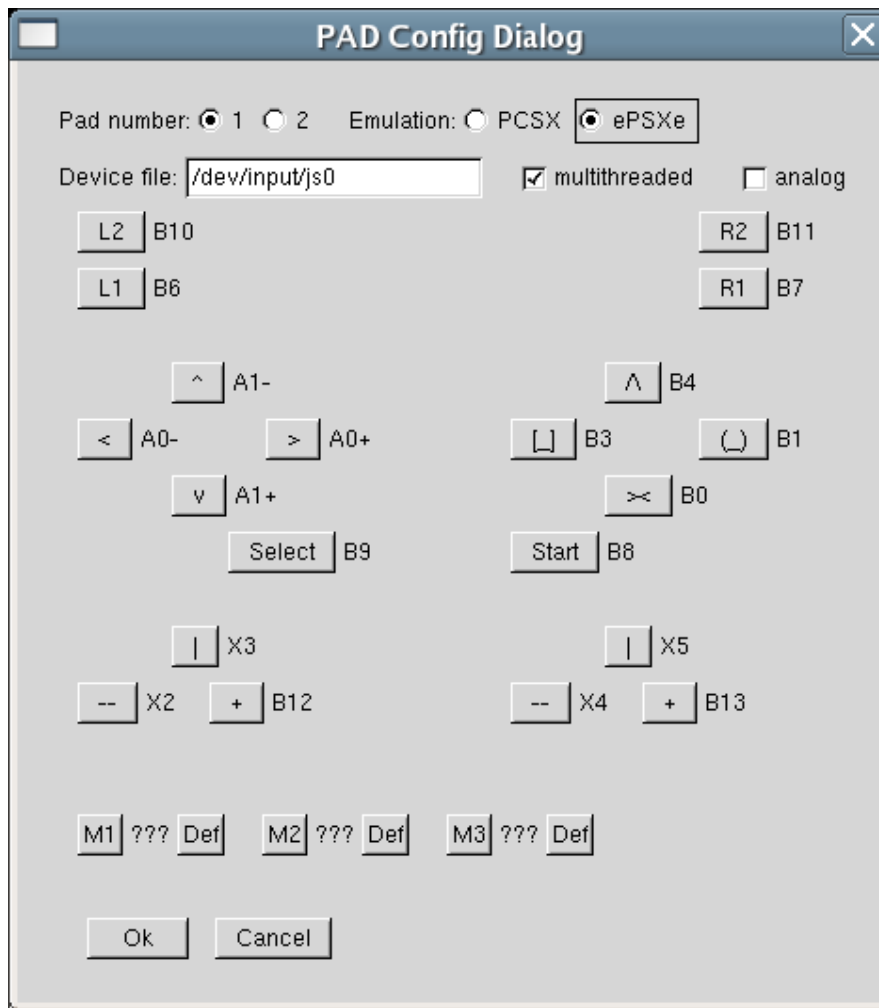 PAD Config Dialog
Pad number: 1 2 Emulation: PCSX ePSXe
Device file: /dev/input/js0 multithreaded analog
L2 B10 R2 B11
L1 B6 R1 B7
^ A1- /\ B4
< A0- > A0+ [_] B3 (_) B1
v A1+ >< B0
Select B9 Start B8
| X3 | X5
-- X2 + B12 -- X4 + B13
M1 ??? Def M2 ??? Def M3 ??? Def
Ok Cancel